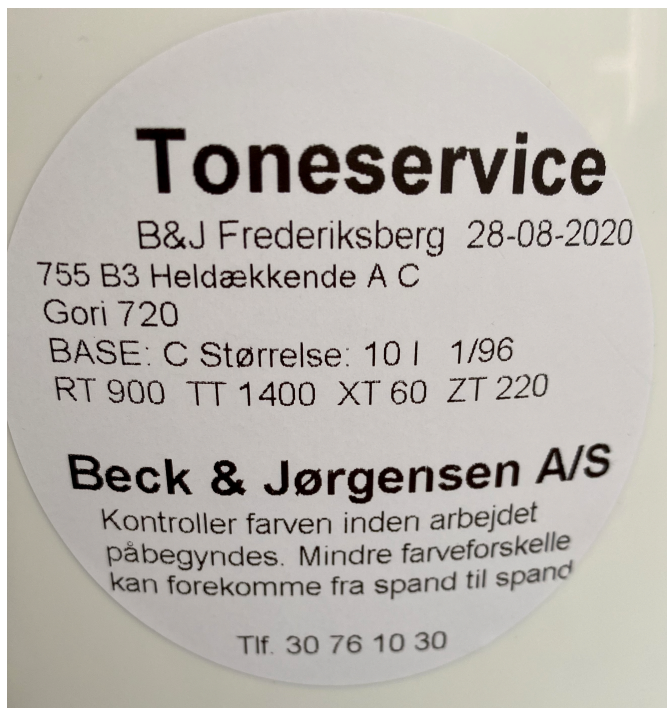 Toneservice
B&J Frederiksberg 28-08-2020
755 B3 Heldækkende A C
Gori 720
BASE: C Størrelse: 10 l 1/96
RT 900 TT 1400 XT 60 ZT 220
Beck & Jørgensen A/S
Kontroller farven inden arbejdet
påbegyndes. Mindre farveforskelle
kan forekomme fra spand til spand
Tlf. 30 76 10 30